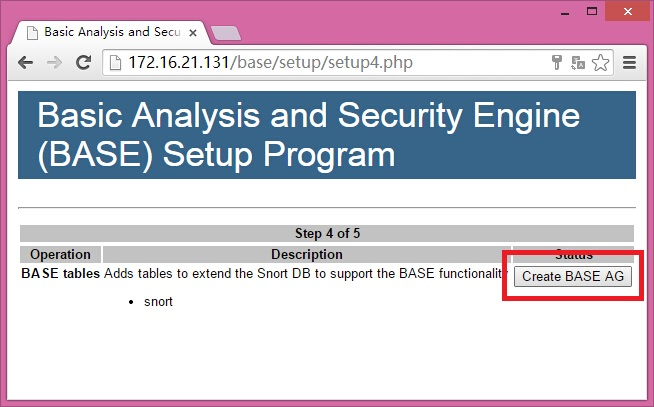 Basic Analysis and Secu
172.16.21.131/base/setup/setup4.php
Basic Analysis and Security Engine
(BASE) Setup Program
Step 4 of 5
Operation Description Status
BASE tables Adds tables to extend the Snort DB to support the BASE functionality Create BASE AG
• snort